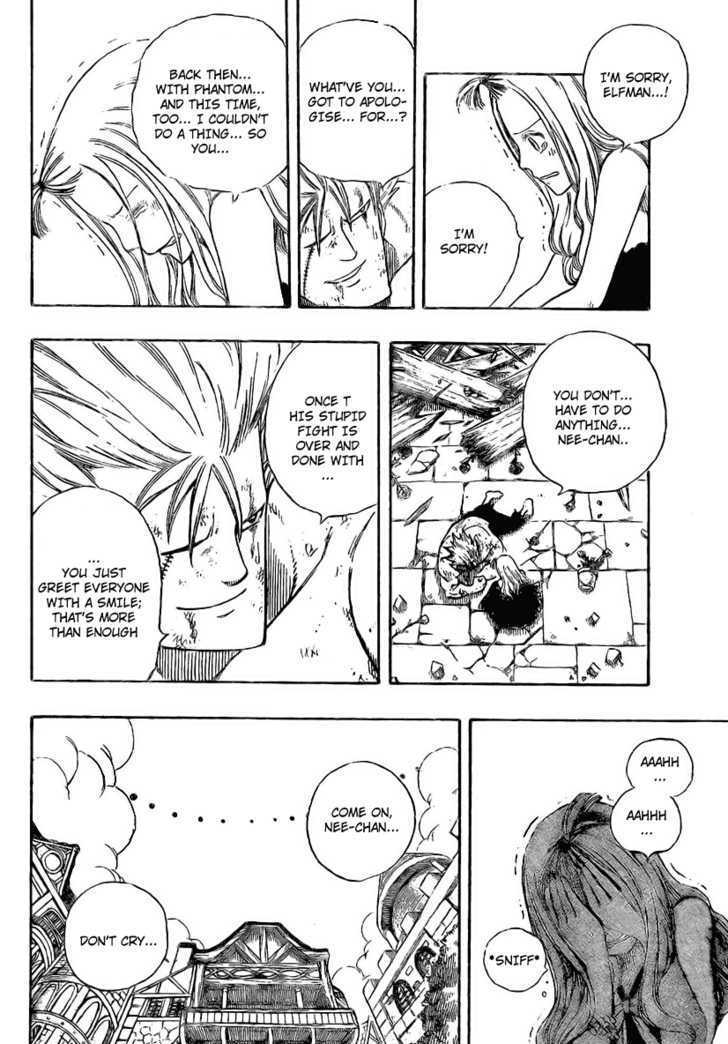 I'M SORRY,
ELFMAN...!
I'M
SORRY!
WHAT'VE YOU...
GOT TO APOLO-
GISE... FOR...?
BACK THEN...
WITH PHANTOM...
AND THIS TIME,
TOO... I COULDN'T
DO A THING... SO
YOU...
YOU DON'T...
HAVE TO DO
ANYTHING...
NEE-CHAN..
ONCE T
HIS STUPID
FIGHT IS
OVER AND
DONE WITH
...
...
YOU JUST
GREET EVERYONE
WITH A SMILE;
THAT'S MORE
THAN ENOUGH
AAAHH
...
AAHHH
...
*SNIFF*
COME ON,
NEE-CHAN...
DON'T CRY...